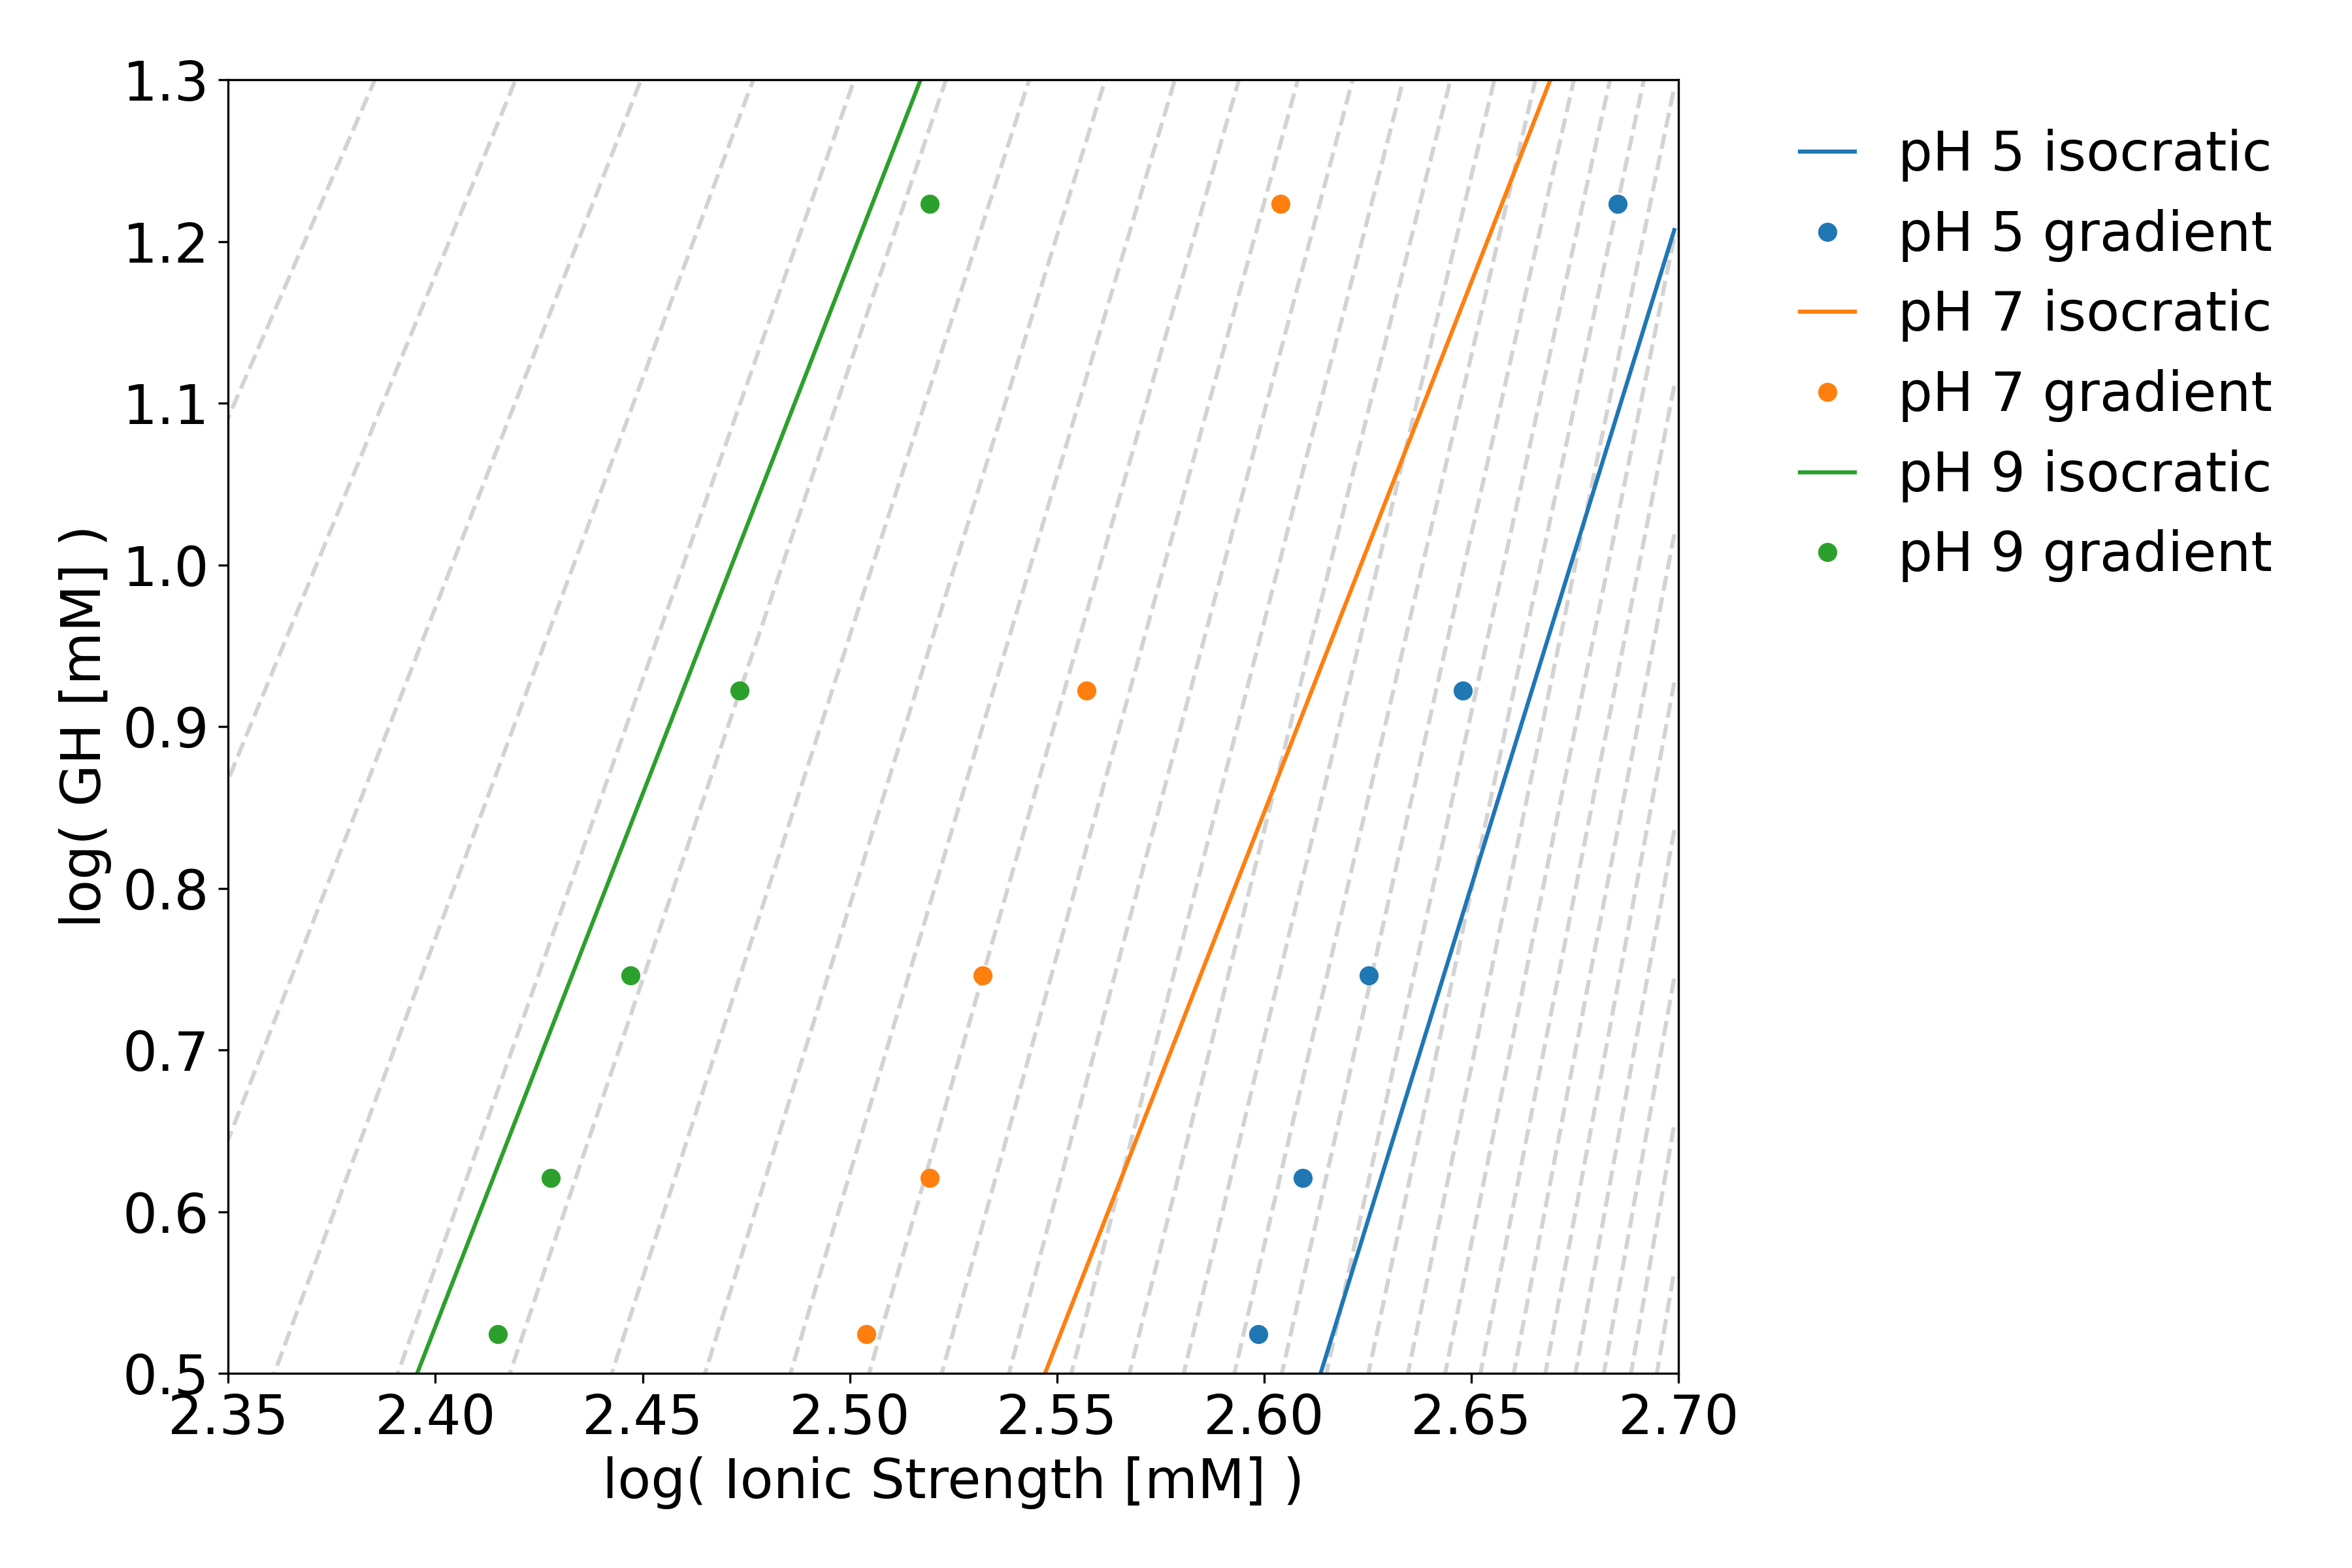 1.3
1.2
1.1
1.0
0.9
0.8
0.7
0.6
0.5
log( GH [mM] )
2.35 2.40 2.45 2.50 2.55 2.60 2.65 2.70
log( Ionic Strength [mM] )
pH 5 isocratic
pH 5 gradient
pH 7 isocratic
pH 7 gradient
pH 9 isocratic
pH 9 gradient